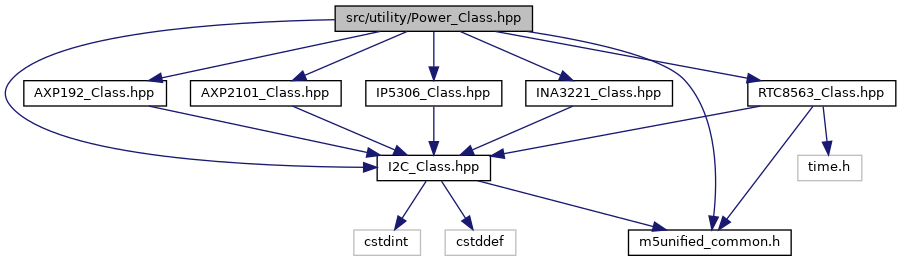 src/utility/Power_Class.hpp
AXP192_Class.hpp
AXP2101_Class.hpp
IP5306_Class.hpp
INA3221_Class.hpp
RTC8563_Class.hpp
I2C_Class.hpp
time.h
cstdint
cstddef
m5unified_common.h